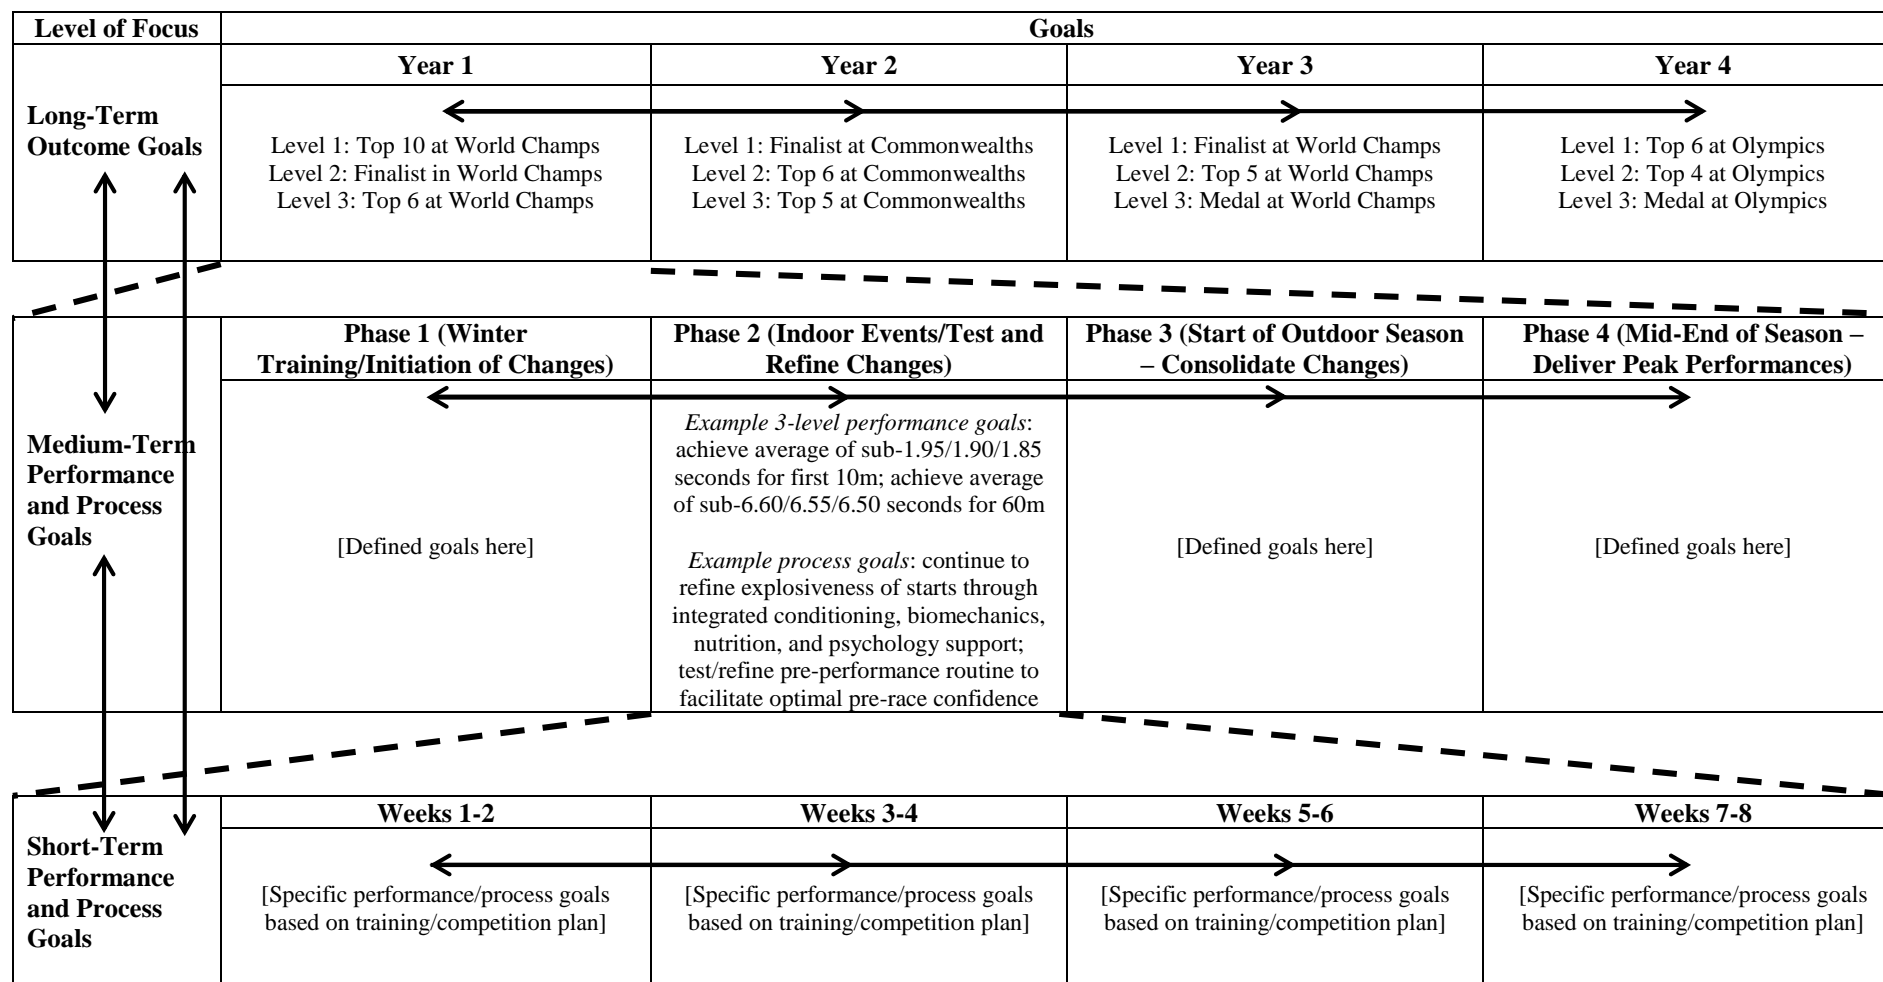 Level of Focus
Goals
Year 1
Year 2
Year 3
Year 4
Long-Term
Outcome Goals
Level 1: Top 10 at World Champs
Level 2: Finalist in World Champs
Level 3: Top 6 at World Champs
Level 1: Finalist at Commonwealths
Level 2: Top 6 at Commonwealths
Level 3: Top 5 at Commonwealths
Level 1: Finalist at World Champs
Level 2: Top 5 at World Champs
Level 3: Medal at World Champs
Level 1: Top 6 at Olympics
Level 2: Top 4 at Olympics
Level 3: Medal at Olympics
Phase 1 (Winter
Training/Initiation of Changes)
Phase 2 (Indoor Events/Test and
Refine Changes)
Phase 3 (Start of Outdoor Season
– Consolidate Changes)
Phase 4 (Mid-End of Season –
Deliver Peak Performances)
Medium-Term
Performance
and Process
Goals
[Defined goals here]
Example 3-level performance goals:
achieve average of sub-1.95/1.90/1.85
seconds for first 10m; achieve average
of sub-6.60/6.55/6.50 seconds for 60m
Example process goals: continue to
refine explosiveness of starts through
integrated conditioning, biomechanics,
nutrition, and psychology support;
test/refine pre-performance routine to
facilitate optimal pre-race confidence
[Defined goals here]
[Defined goals here]
Weeks 1-2
Weeks 3-4
Weeks 5-6
Weeks 7-8
Short-Term
Performance
and Process
Goals
[Specific performance/process goals
based on training/competition plan]
[Specific performance/process goals
based on training/competition plan]
[Specific performance/process goals
based on training/competition plan]
[Specific performance/process goals
based on training/competition plan]